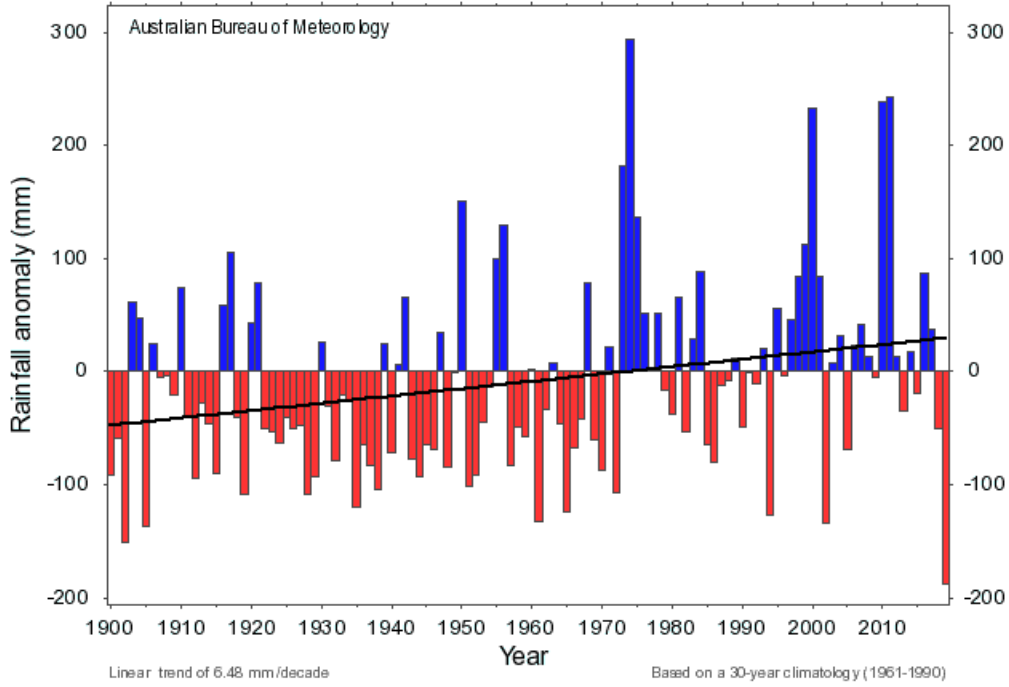 Australian Bureau of Meteorology
300
200
100
0
-100
-200
300
200
100
0
-100
-200
Rainfall anomaly (mm)
1900 1910 1920 1930 1940 1950 1960 1970 1980 1990 2000 2010
Year
Linear trend of 6.48 mm/decade
Based on a 30-year climatology (1961-1990)